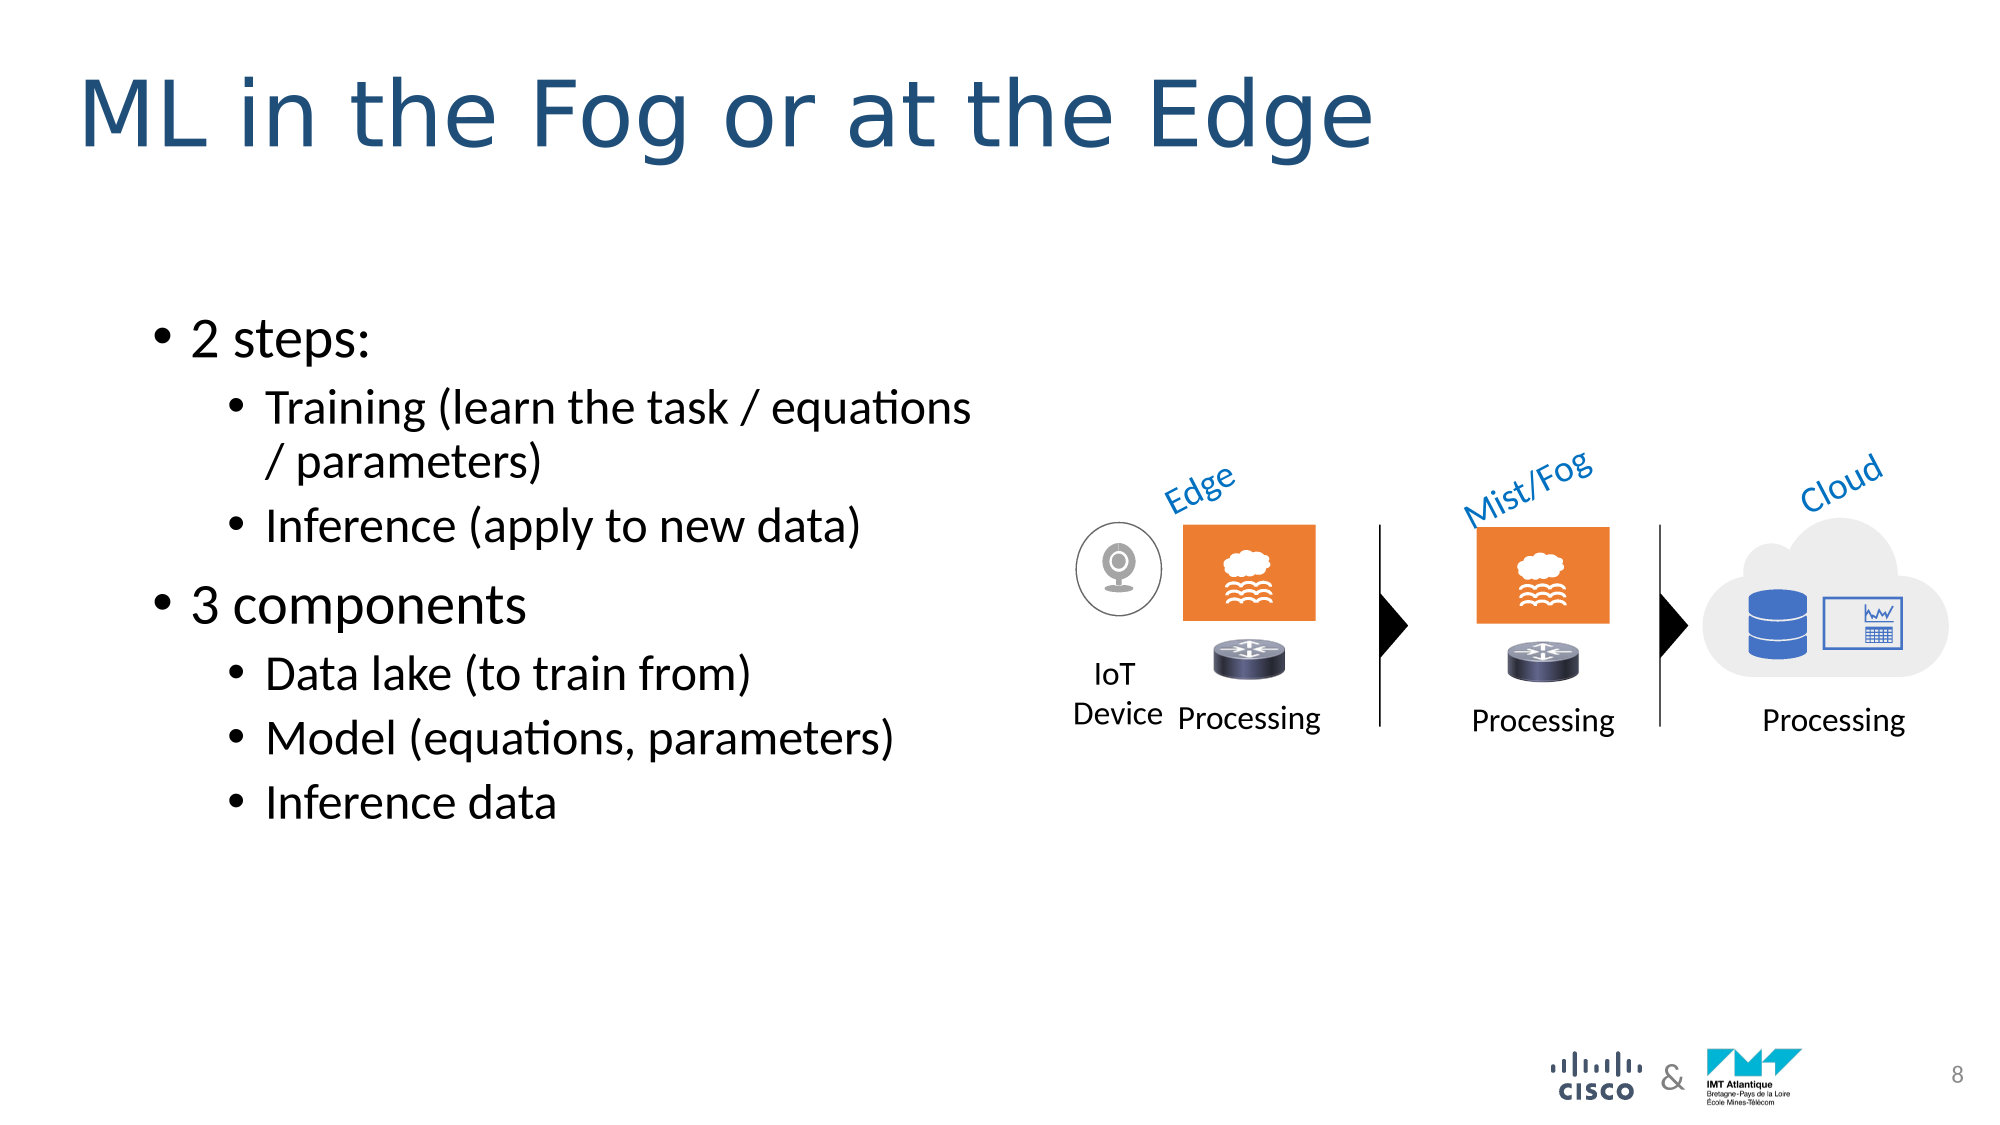 ML in the Fog or at the Edge
• 2 steps:
• Training (learn the task / equations
/ parameters)
• Inference (apply to new data)
• 3 components
• Data lake (to train from)
• Model (equations, parameters)
• Inference data
Edge
Mist/Fog
Cloud
IoT
Device
Processing
Processing
Processing
CISCO
&
IMT Atlantique
Bretagne-Pays de la Loire
École Mines-Télécom
8